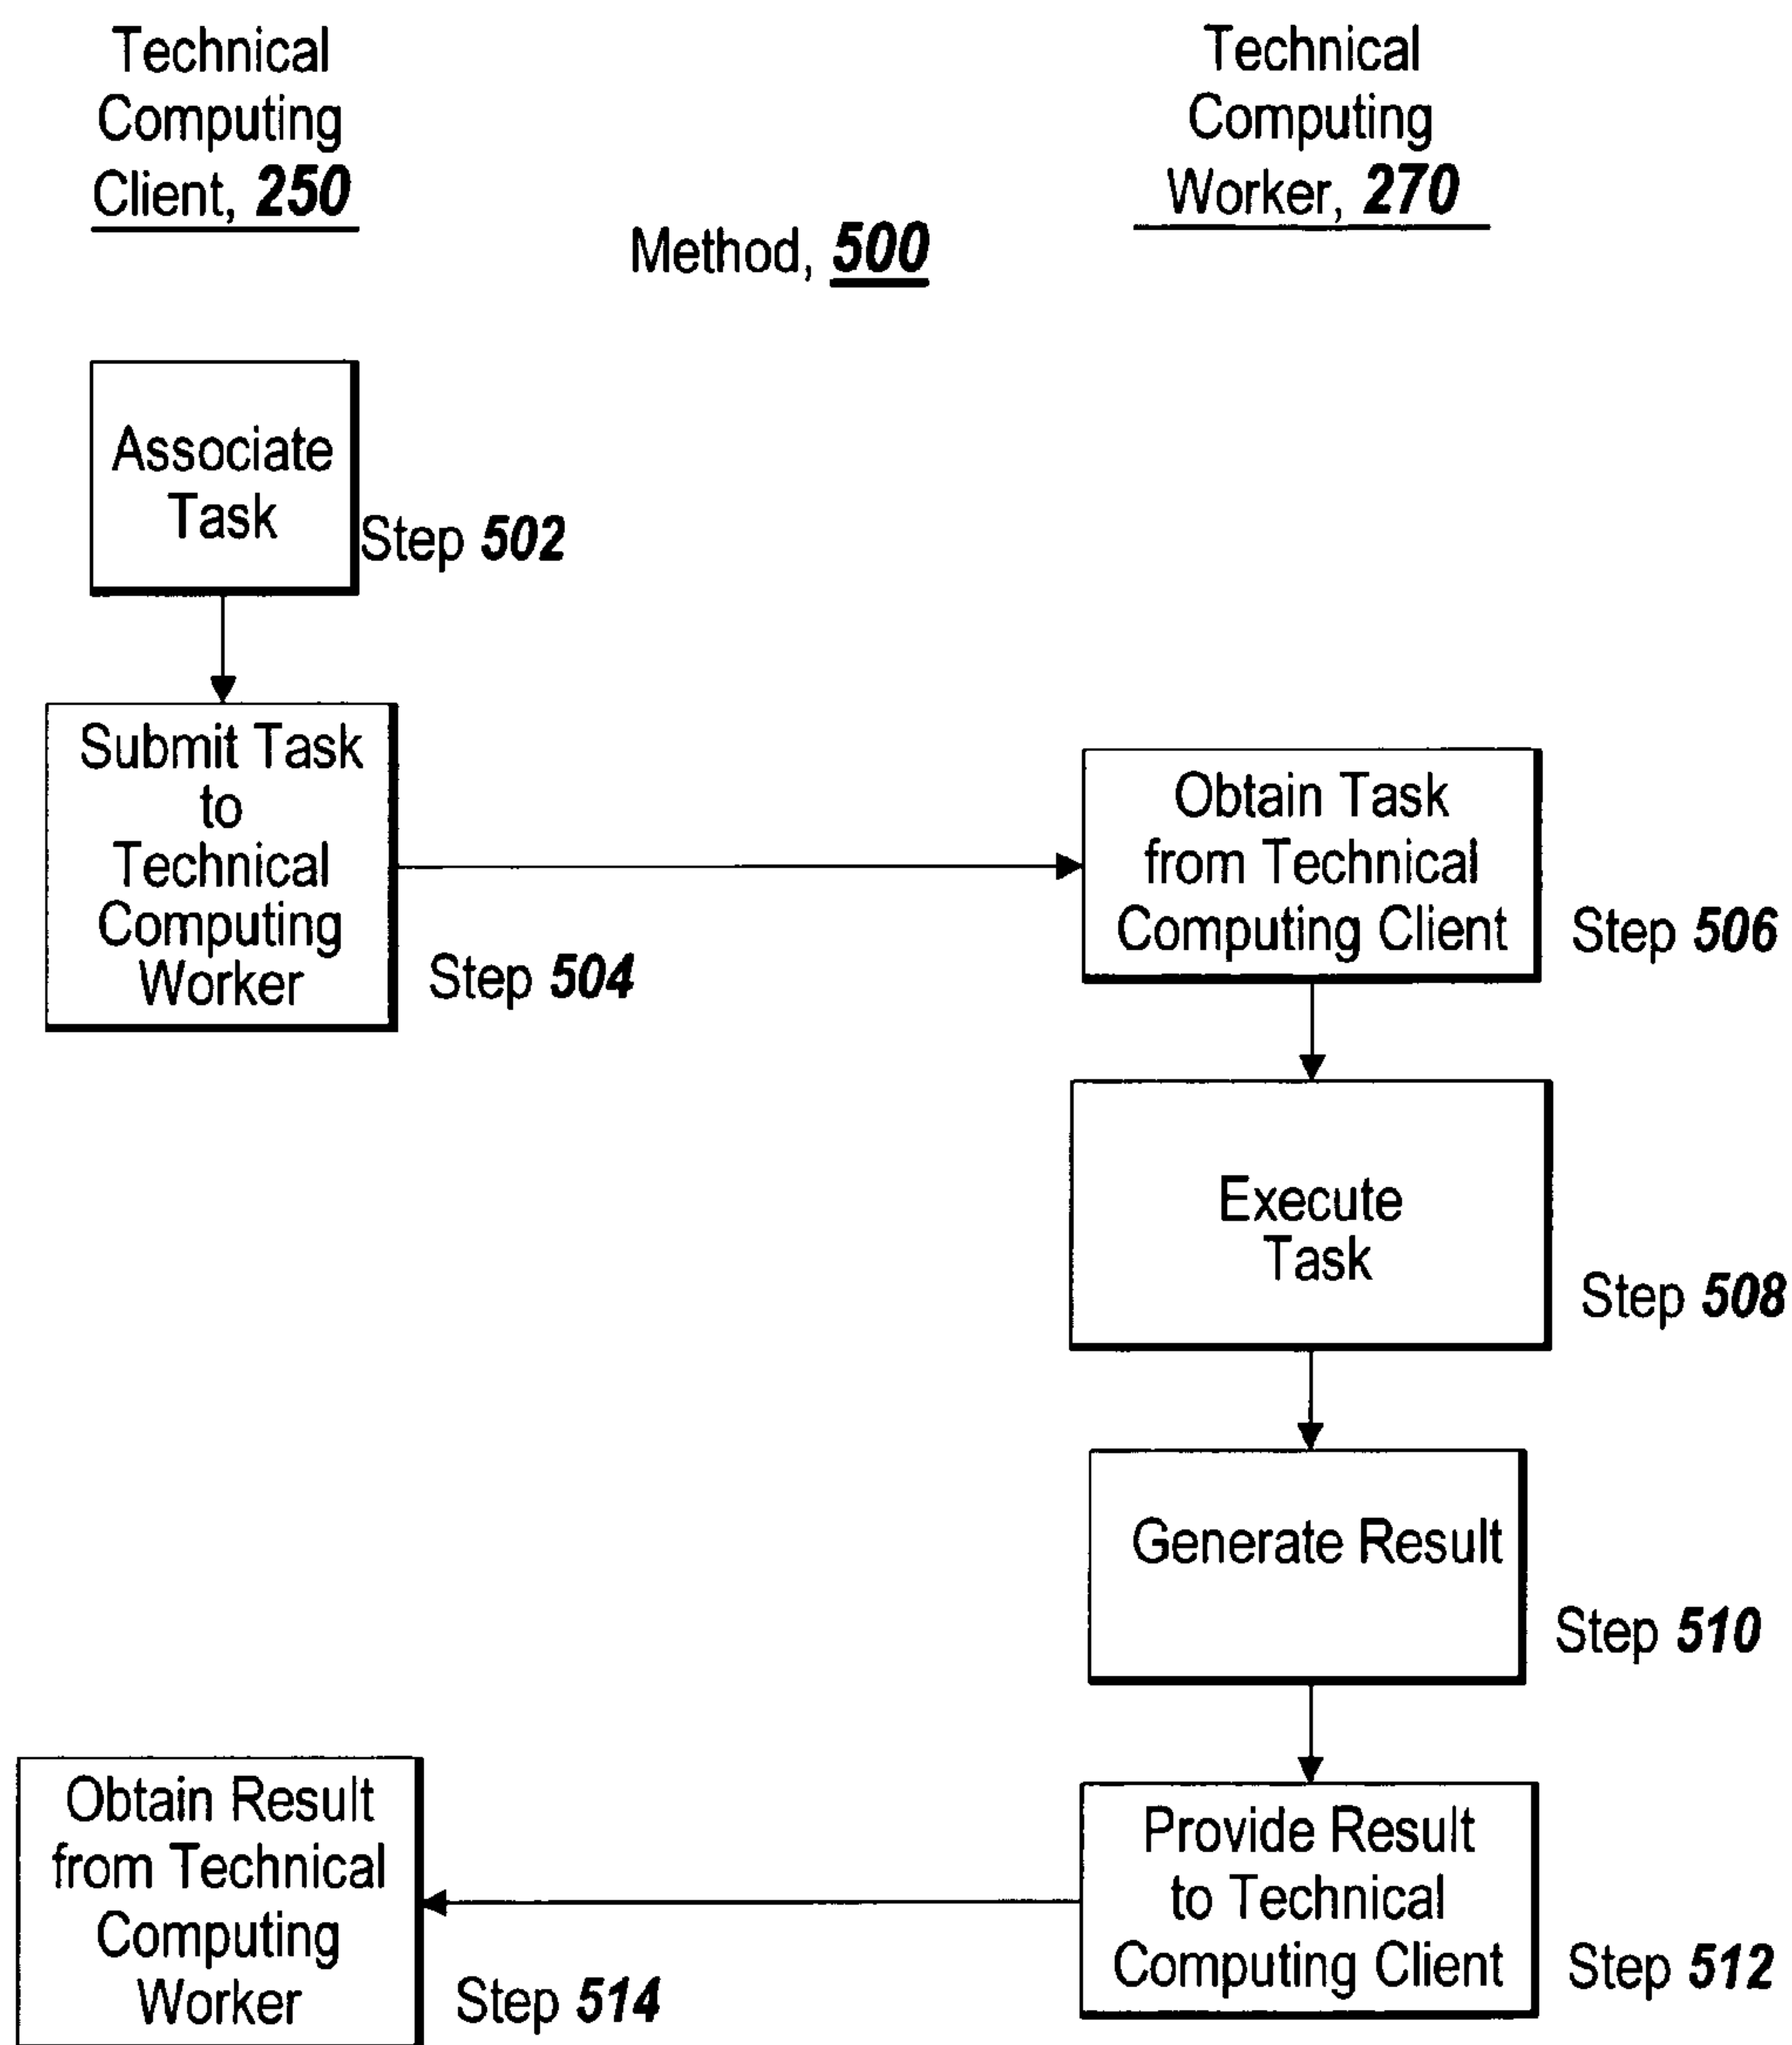 Technical
Computing
Client, 250
Technical
Computing
Worker, 270
Method, 500
Associate
Task
Step 502
Submit Task
to
Technical
Computing
Worker
Step 504
Obtain Task
from Technical
Computing Client
Step 506
Execute
Task
Step 508
Generate Result
Step 510
Provide Result
to Technical
Computing Client
Step 512
Obtain Result
from Technical
Computing
Worker
Step 514